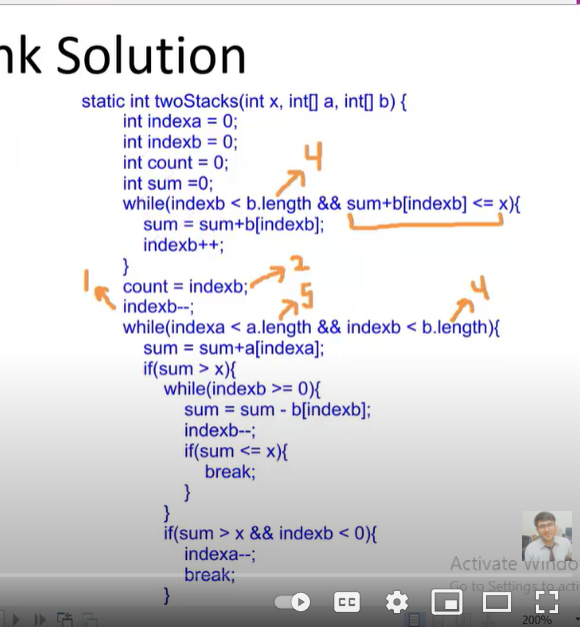 nk Solution
static int twoStacks(int x, int[] a, int[] b) {
int indexa = 0;
int indexb = 0;
int count = 0;
4
int sum =0;
while(indexb < b.length && sum+b[indexb] <= x){
sum = sum+b[indexb];
indexb++;
}
2
1
count = indexb;
5
4
indexb--;
while(indexa < a.length && indexb < b.length){
sum = sum+a[indexa];
if(sum > x){
while(indexb >= 0){
sum = sum - b[indexb];
indexb--;
if(sum <= x){
break;
}
}
if(sum > x && indexb < 0){
indexa--;
break;
}
Activate Windo
Go to Settings to acti
CC
200%